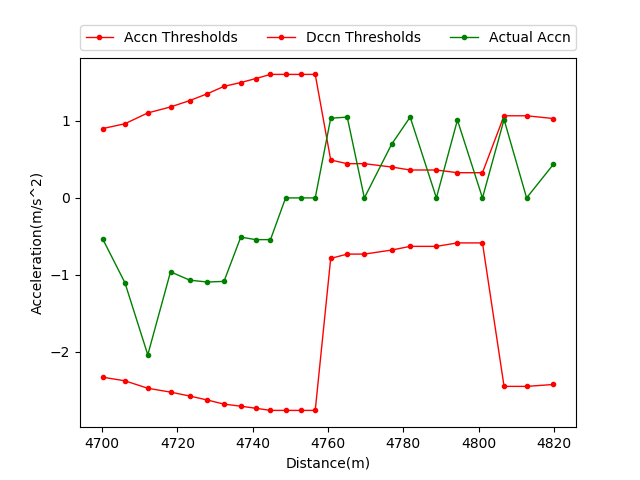 Accn Thresholds Dccn Thresholds Actual Accn
Acceleration(m/s^2)
1
0
−1
−2
4700 4720 4740 4760 4780 4800 4820
Distance(m)